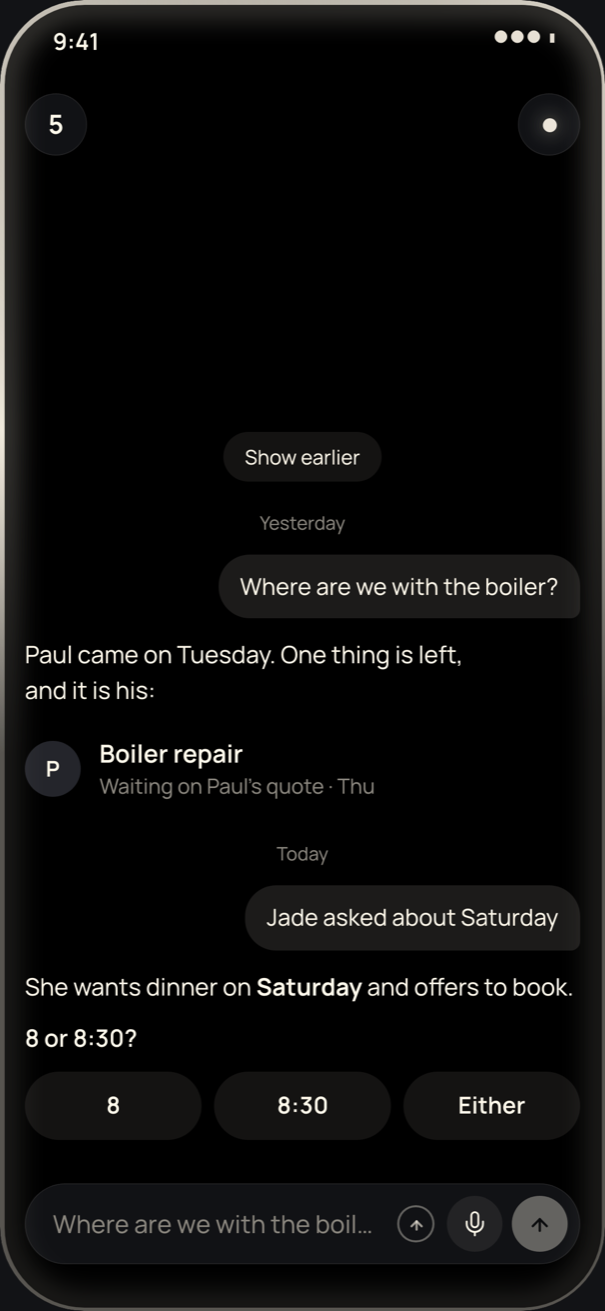 9:41
5
Show earlier
Yesterday
Where are we with the boiler?
Paul came on Tuesday. One thing is left,
and it is his:
P
Boiler repair
Waiting on Paul's quote · Thu
Today
Jade asked about Saturday
She wants dinner on Saturday and offers to book.
8 or 8:30?
8
8:30
Either
Where are we with the boil...